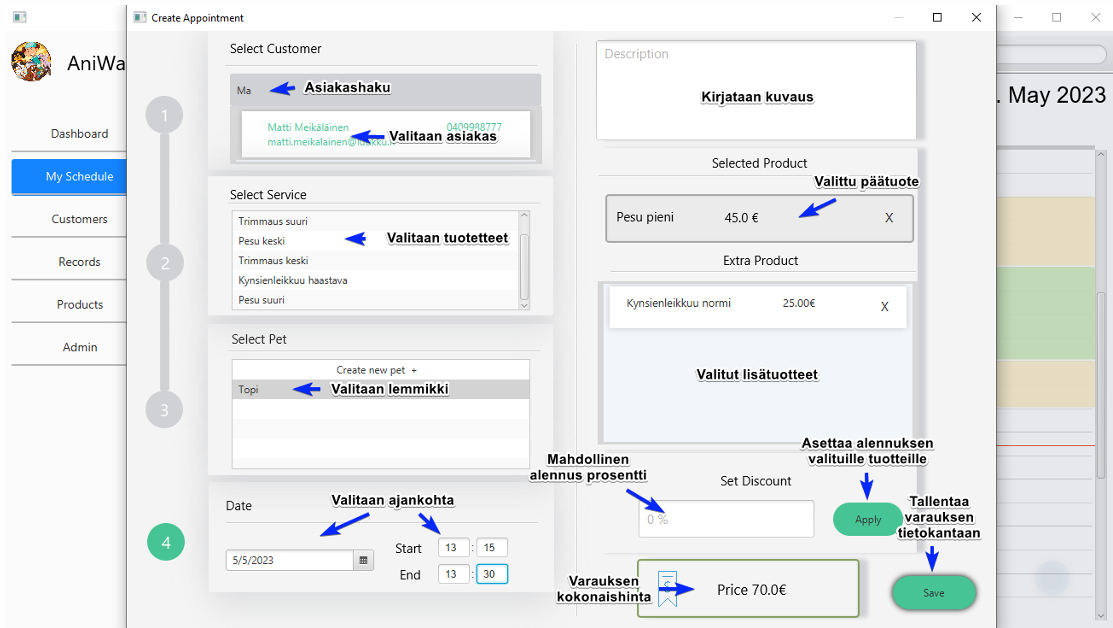 Create Appointment
AniWa
. May 2023
Dashboard
My Schedule
Customers
Records
Products
Admin
1
2
3
4
Select Customer
Ma
Asiakashaku
Matti Meikäläinen
0409988777
Valitaan asiakas
Select Service
Trimmaus suuri
Pesu keski
Valitaan tuotetteet
Trimmaus keski
Kynsienleikkuu haastava
Pesu suuri
Select Pet
Create new pet +
Topi
Valitaan lemmikki
Date
Valitaan ajankohta
5/5/2023
Start 13 : 15
End 13 : 30
Description
Kirjataan kuvaus
Selected Product
Valittu päätuote
Pesu pieni 45.0 € X
Extra Product
Kynsienleikkuu normi 25.00€ X
Valitut lisätuotteet
Mahdollinen
alennus prosentti
Set Discount
0 %
Asettaa alennuksen
valituille tuotteille
Apply
Tallentaa
varauksen
tietokantaan
Varauksen
kokonaishinta
Price 70.0€
Save